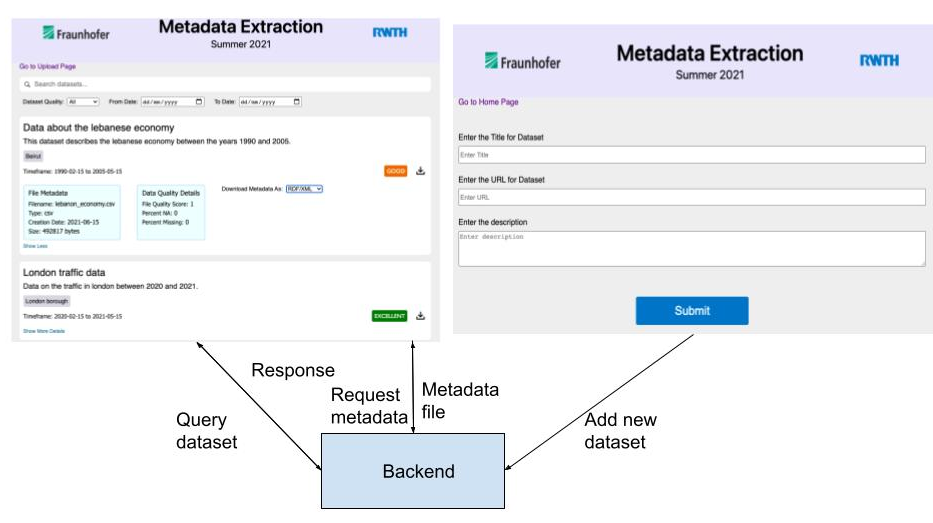 Fraunhofer
Metadata Extraction
Summer 2021
RWTH
Go to Upload Page
Search datasets...
Dataset Quality: All From Date: dd/mm/yyyy To Date: dd/mm/yyyy
Data about the lebanese economy
This dataset describes the lebanese economy between the years 1990 and 2005.
Beirut
Timeframe: 1990-02-15 to 2005-05-15
GOOD
File Metadata
Filename: lebanon_economy.csv
Type: csv
Creation Date: 2021-06-15
Size: 492817 bytes
Data Quality Details
File Quality Score: 1
Percent NA: 0
Percent Missing: 0
Download Metadata As: RDF/XML
Show Less
London traffic data
Data on the traffic in london between 2020 and 2021.
London borough
Timeframe: 2020-02-15 to 2021-05-15
EXCELLENT
Show More Details
Fraunhofer
Metadata Extraction
Summer 2021
RWTH
Go to Home Page
Enter the Title for Dataset
Enter Title
Enter the URL for Dataset
Enter URL
Enter the description
Enter description
Submit
Response
Query
dataset
Request
metadata
Metadata
file
Add new
dataset
Backend